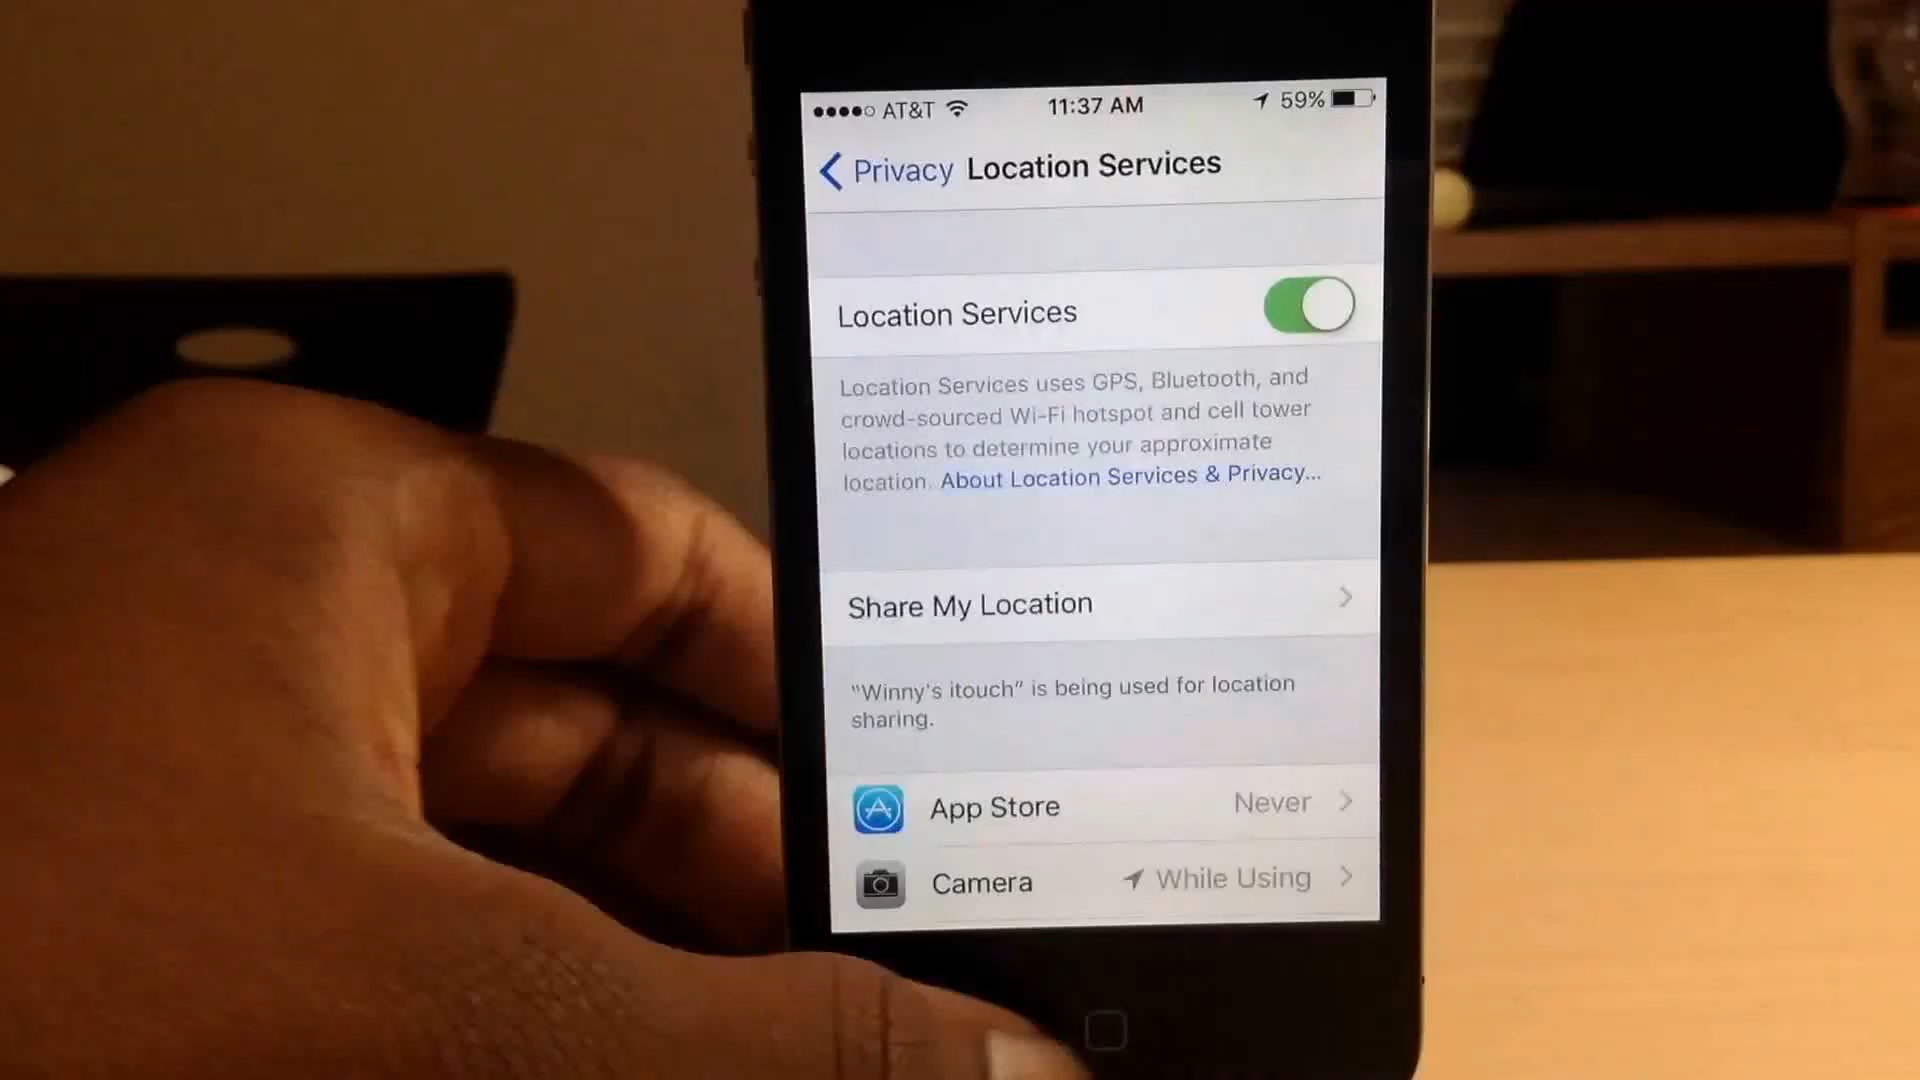 AT&T 11:37 AM 59%
Privacy Location Services
Location Services
Location Services uses GPS, Bluetooth, and
crowd-sourced Wi-Fi hotspot and cell tower
locations to determine your approximate
location. About Location Services & Privacy...
Share My Location
"Winny's itouch" is being used for location
sharing.
App Store Never
Camera While Using